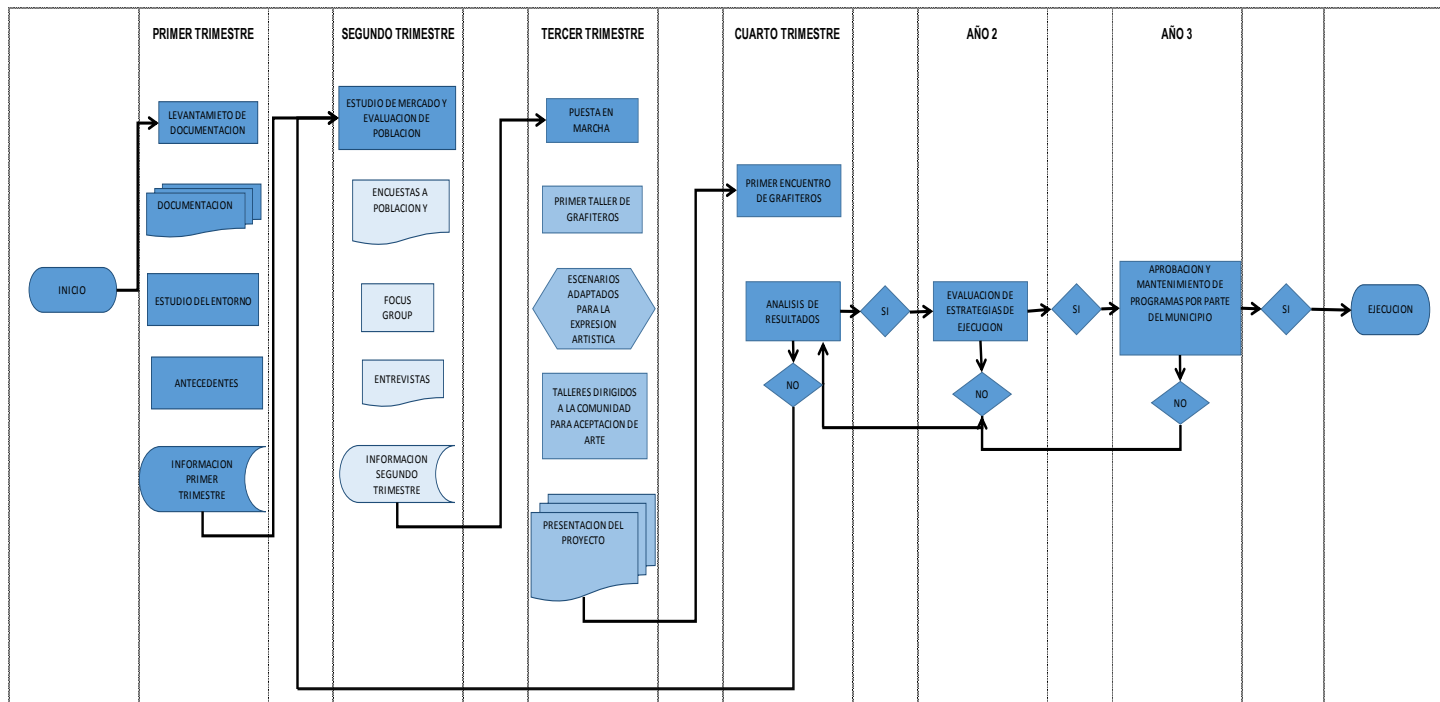 PRIMER TRIMESTRE
SEGUNDO TRIMESTRE
TERCER TRIMESTRE
CUARTO TRIMESTRE
AÑO 2
AÑO 3
INICIO
LEVANTAMIETO DE
DOCUMENTACION
DOCUMENTACION
ESTUDIO DEL ENTORNO
ANTECEDENTES
INFORMACION
PRIMER
TRIMESTRE
ESTUDIO DE MERCADO Y
EVALUACION DE
POBLACION
ENCUESTAS A
POBLACION Y
FOCUS
GROUP
ENTREVISTAS
INFORMACION
SEGUNDO
TRIMESTRE
PUESTA EN
MARCHA
PRIMER TALLER DE
GRAFITEROS
ESCENARIOS
ADAPTADOS
PARA LA
EXPRESION
ARTISTICA
TALLERES DIRIGIDOS
A LA COMUNIDAD
PARA ACEPTACION DE
ARTE
PRESENTACION DEL
PROYECTO
PRIMER ENCUENTRO
DE GRAFITEROS
ANALISIS DE
RESULTADOS
NO
SI
EVALUACION DE
ESTRATEGIAS DE
EJECUCION
NO
SI
APROBACION Y
MANTENIMIENTO DE
PROGRAMAS POR PARTE
DEL MUNICIPIO
NO
SI
EJECUCION